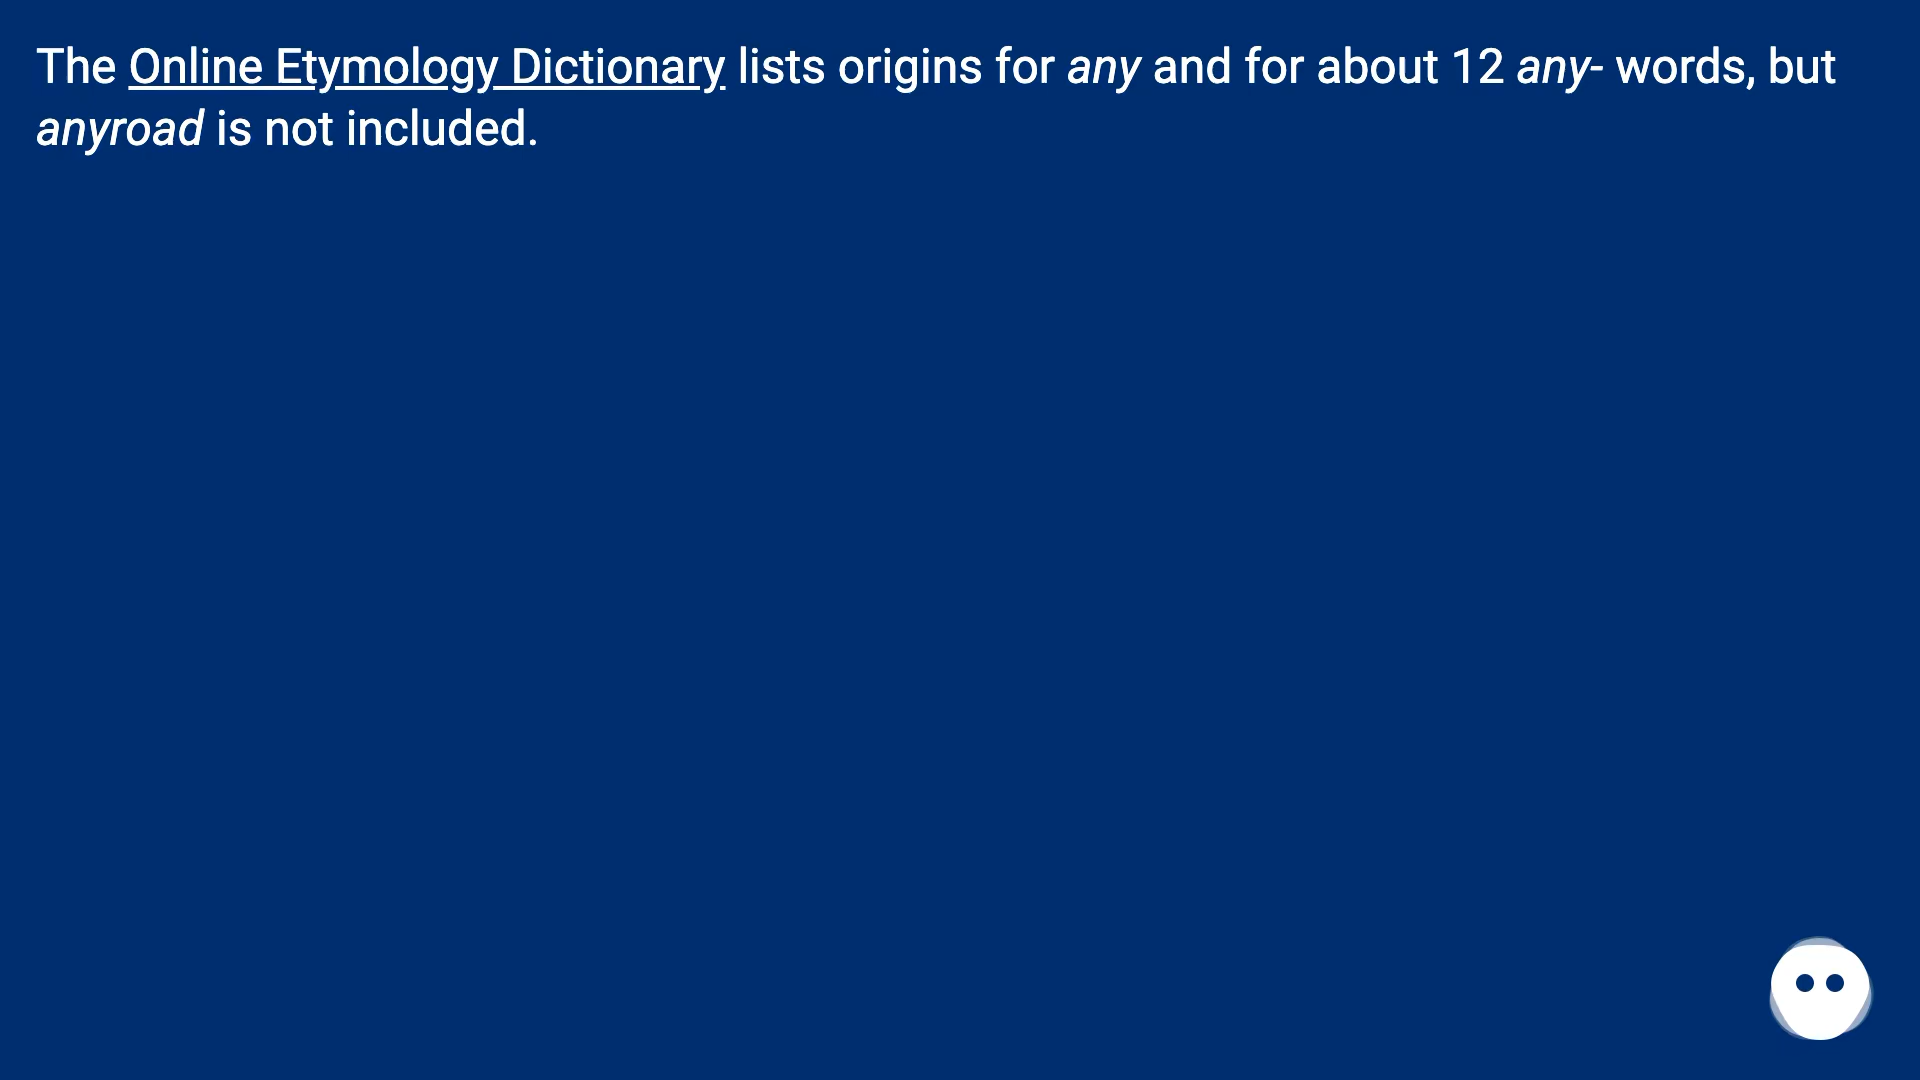 The Online Etymology Dictionary lists origins for any and for about 12 any- words, but
anyroad is not included.